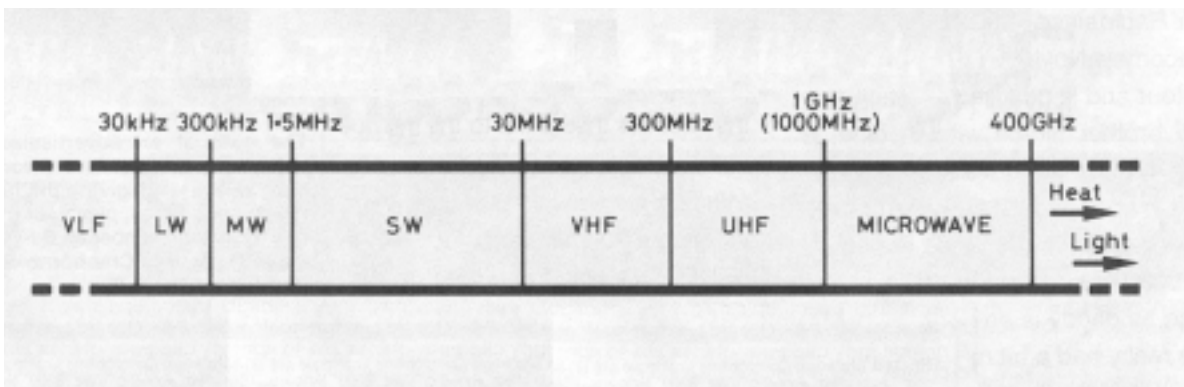 1GHz
30kHz 300kHz 1·5MHz 30MHz 300MHz (1000MHz) 400GHz
Heat
VLF LW MW SW VHF UHF MICROWAVE
Light